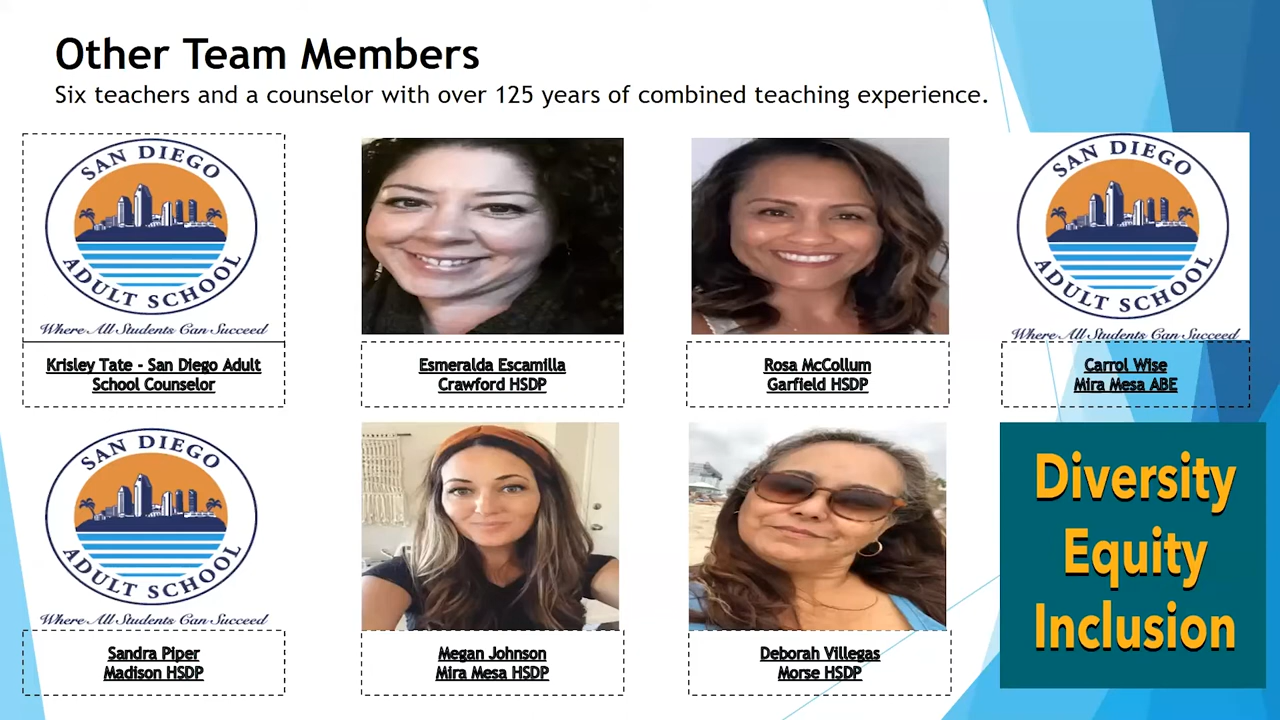 Other Team Members
Six teachers and a counselor with over 125 years of combined teaching experience.
SAN DIEGO
ADULT SCHOOL
Where All Students Can Succeed
Krisley Tate - San Diego Adult
School Counselor
Esmeralda Escamilla
Crawford HSDP
Rosa McCollum
Garfield HSDP
SAN DIEGO
ADULT SCHOOL
Where All Students Can Succeed
Carrol Wise
Mira Mesa ABE
SAN DIEGO
ADULT SCHOOL
Where All Students Can Succeed
Sandra Piper
Madison HSDP
Megan Johnson
Mira Mesa HSDP
Deborah Villegas
Morse HSDP
Diversity
Equity
Inclusion